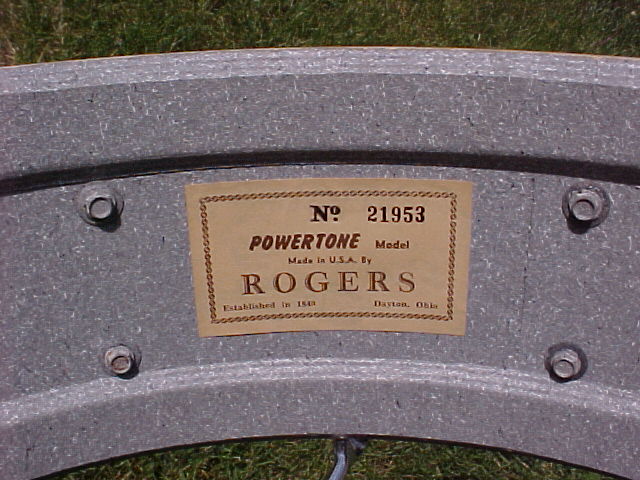 Nº 21953
POWERTONE Model
Made in U.S.A. By
ROGERS
Established in 1849 Dayton, Ohio